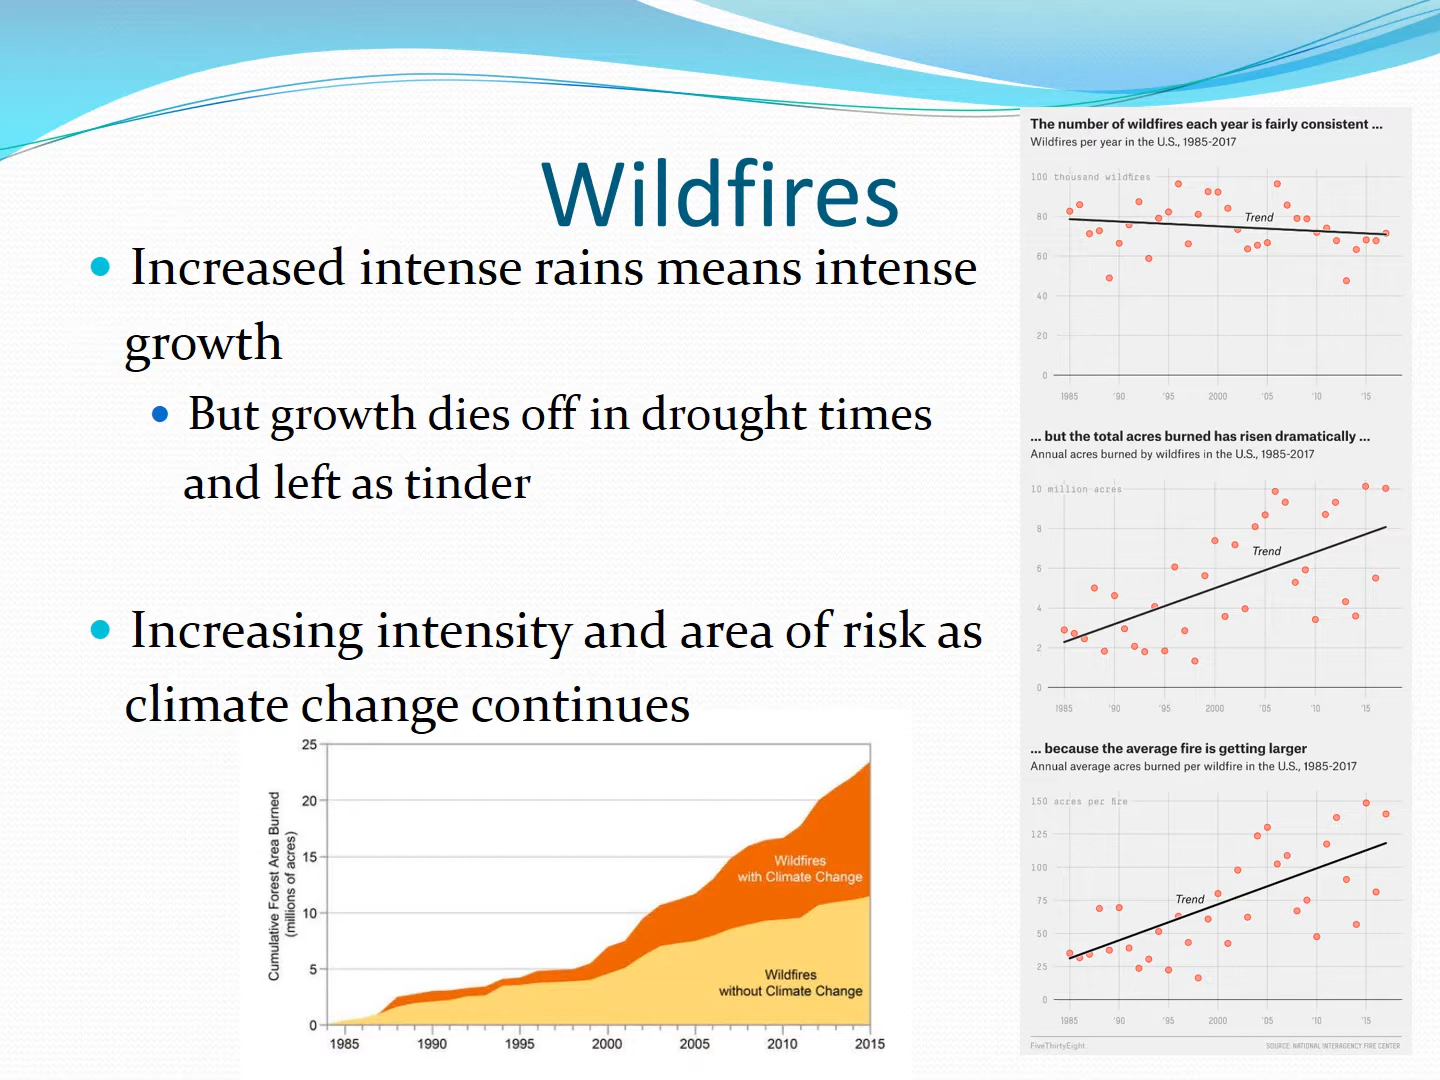 Wildfires
Increased intense rains means intense
growth
But growth dies off in drought times
and left as tinder
Increasing intensity and area of risk as
climate change continues
Cumulative Forest Area Burned
(millions of acres)
25
20
15
10
5
0
Wildfires
with Climate Change
Wildfires
without Climate Change
1985 1990 1995 2000 2005 2010 2015
The number of wildfires each year is fairly consistent ...
Wildfires per year in the U.S., 1985-2017
100 thousand wildfires
80
Trend
60
40
20
0
1985 '90 '95 2000 '05 '10 '15
... but the total acres burned has risen dramatically ...
Annual acres burned by wildfires in the U.S., 1985-2017
10 million acres
8
Trend
6
4
2
0
1985 '90 '95 2000 '05 '10 '15
... because the average fire is getting larger
Annual average acres burned per wildfire in the U.S., 1985-2017
150 acres per fire
125
100
75
Trend
50
25
0
1985 '90 '95 2000 '05 '10 '15
FiveThirtyEight SOURCE: NATIONAL INTERAGENCY FIRE CENTER